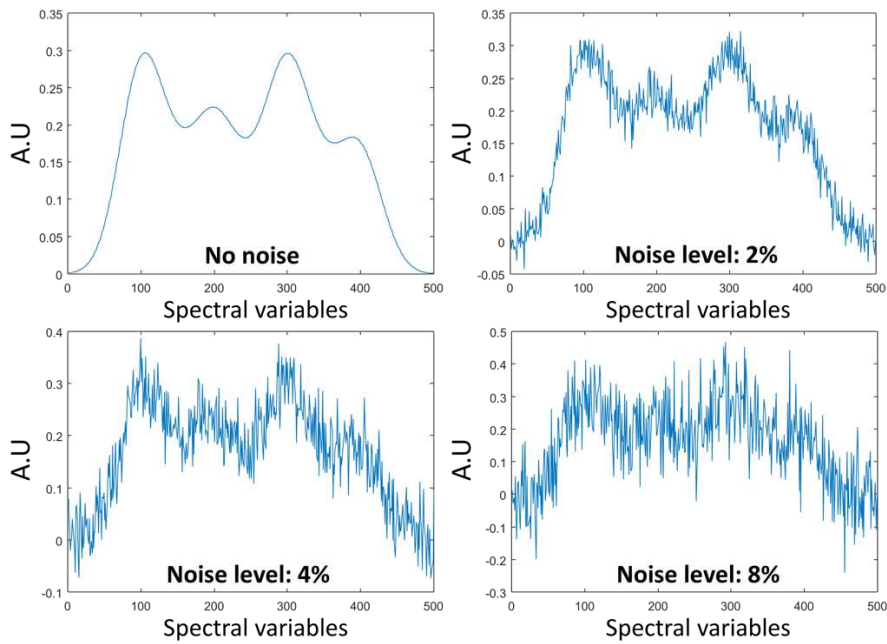 0.35
0.3
0.25
0.2
0.15
0.1
0.05
0
A.U
No noise
0 100 200 300 400 500
Spectral variables
0.35
0.3
0.25
0.2
0.15
0.1
0.05
0
-0.05
A.U
Noise level: 2%
0 100 200 300 400 500
Spectral variables
0.4
0.3
0.2
0.1
0
-0.1
A.U
Noise level: 4%
0 100 200 300 400 500
Spectral variables
0.5
0.4
0.3
0.2
0.1
0
-0.1
-0.2
-0.3
A.U
Noise level: 8%
0 100 200 300 400 500
Spectral variables